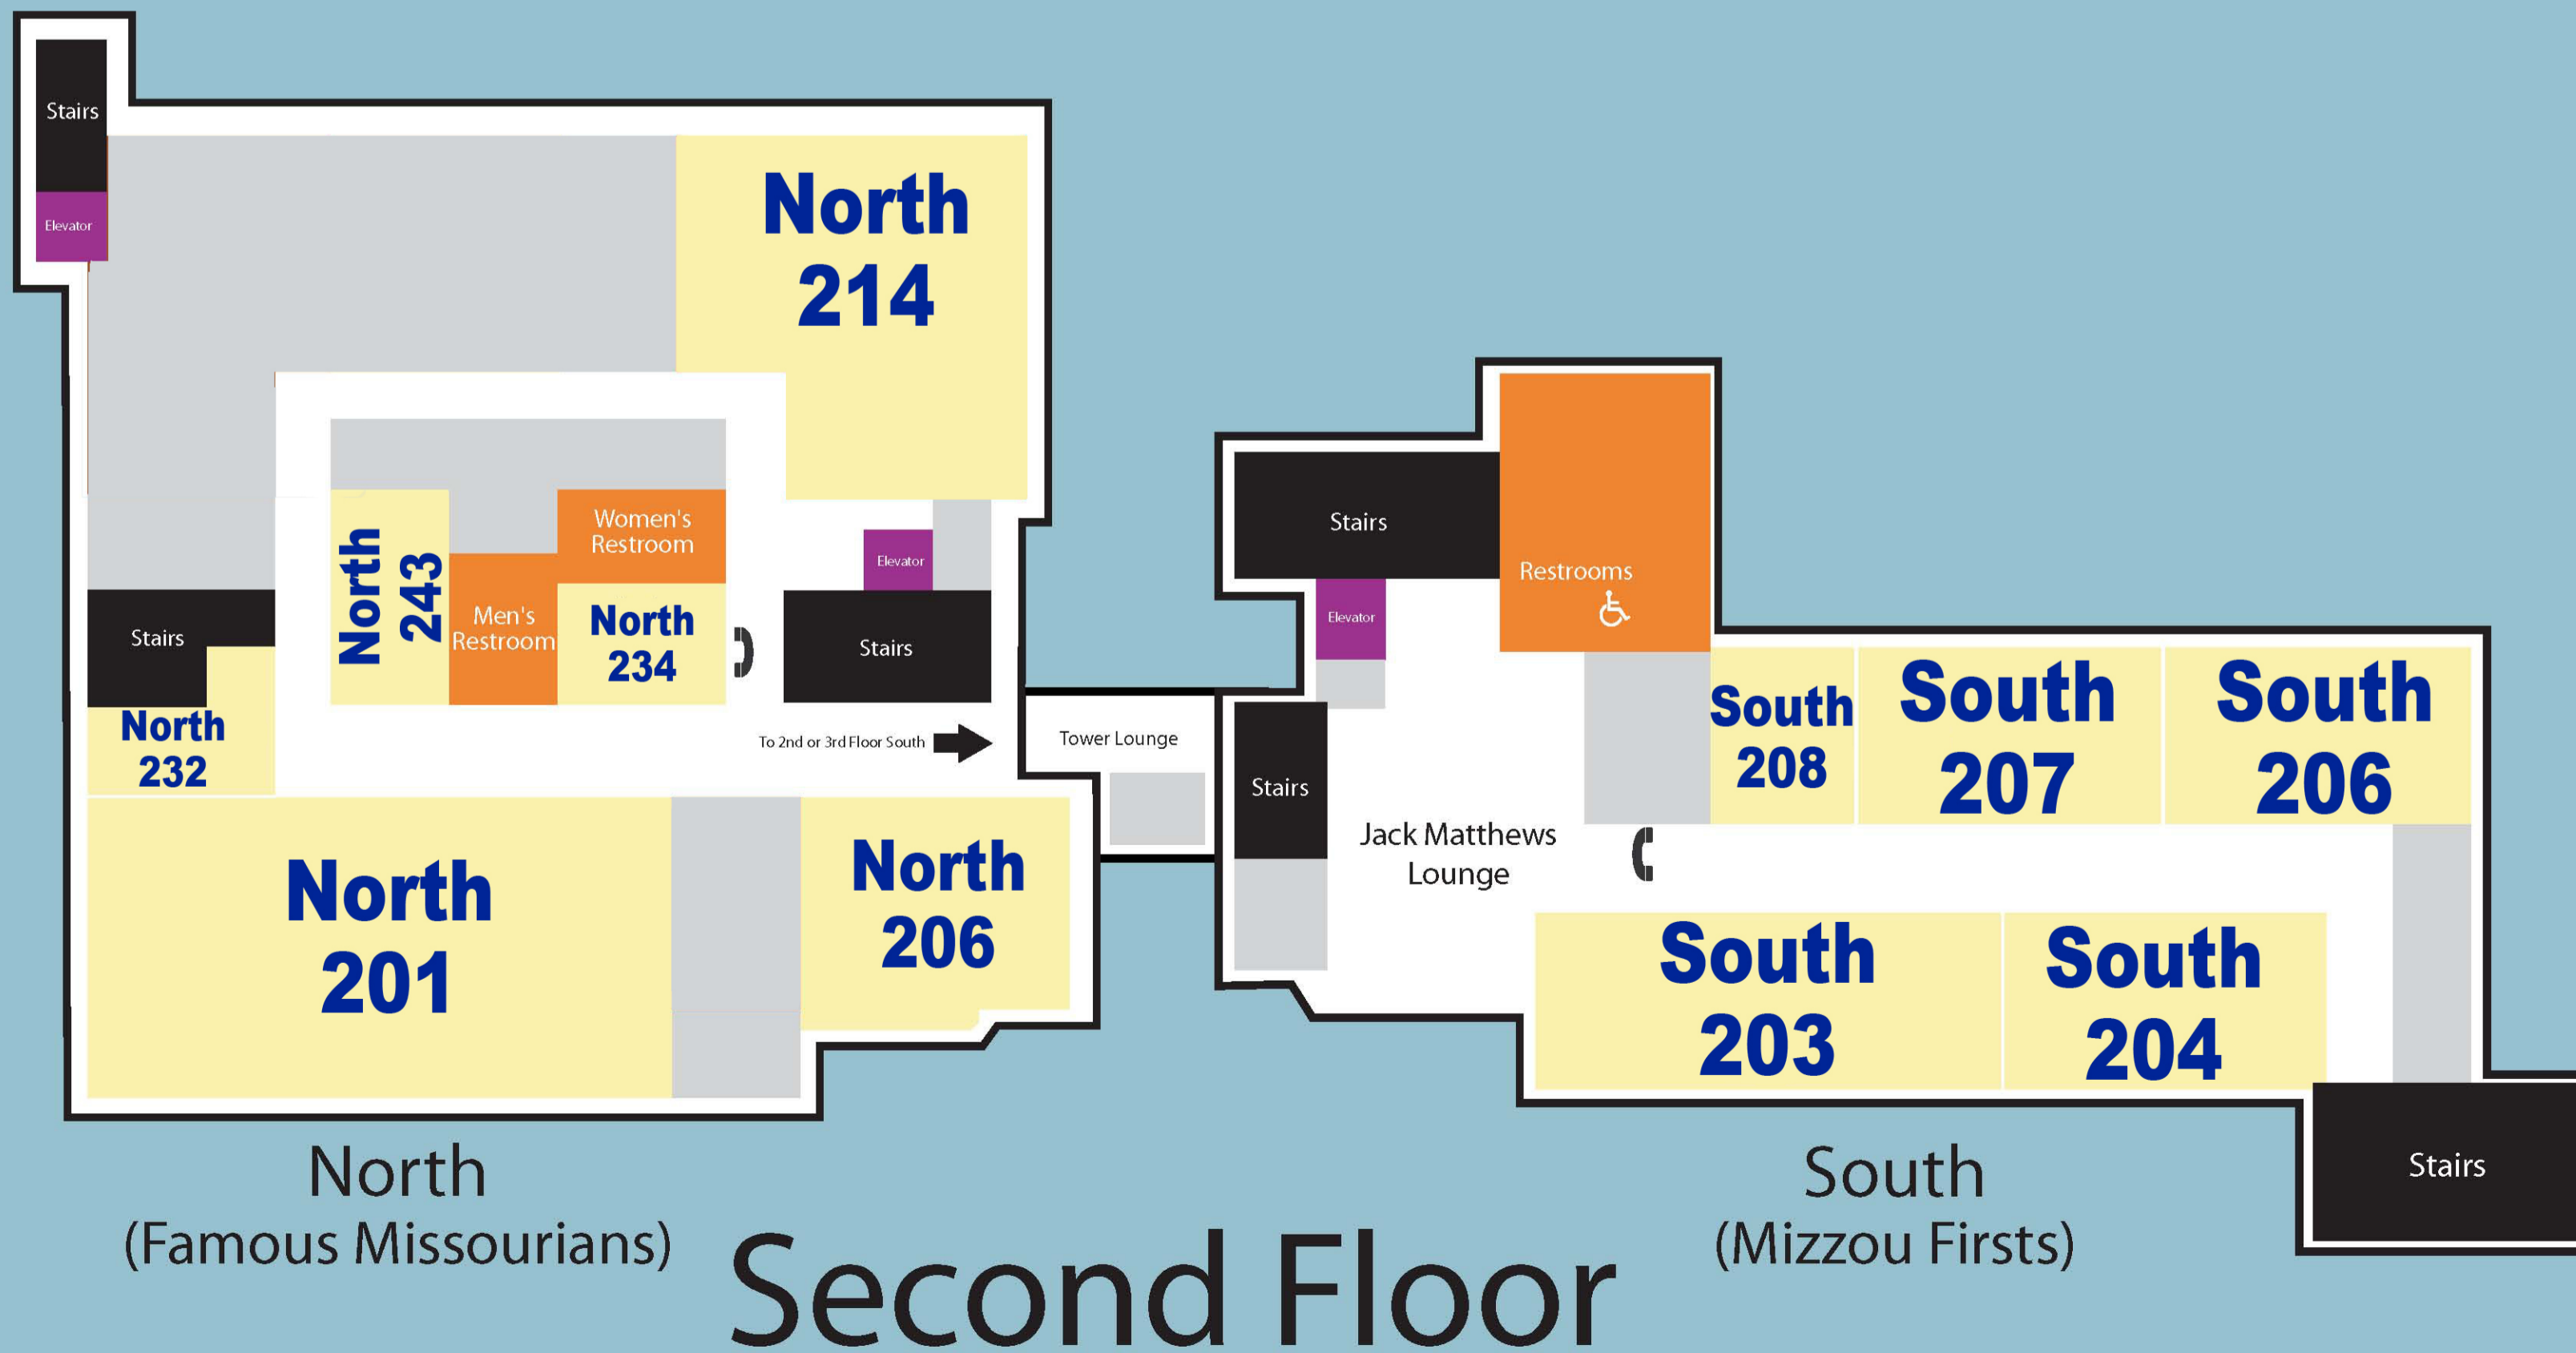 Stairs
Elevator
North
214
Women's
Restroom
North
243
Men's
Restroom
North
234
Elevator
Stairs
Stairs
North
232
To 2nd or 3rd Floor South
Tower Lounge
North
201
North
206
Stairs
Elevator
Restrooms
Stairs
Jack Matthews
Lounge
South
208
South
207
South
206
South
203
South
204
Stairs
North
(Famous Missourians)
South
(Mizzou Firsts)
Second Floor